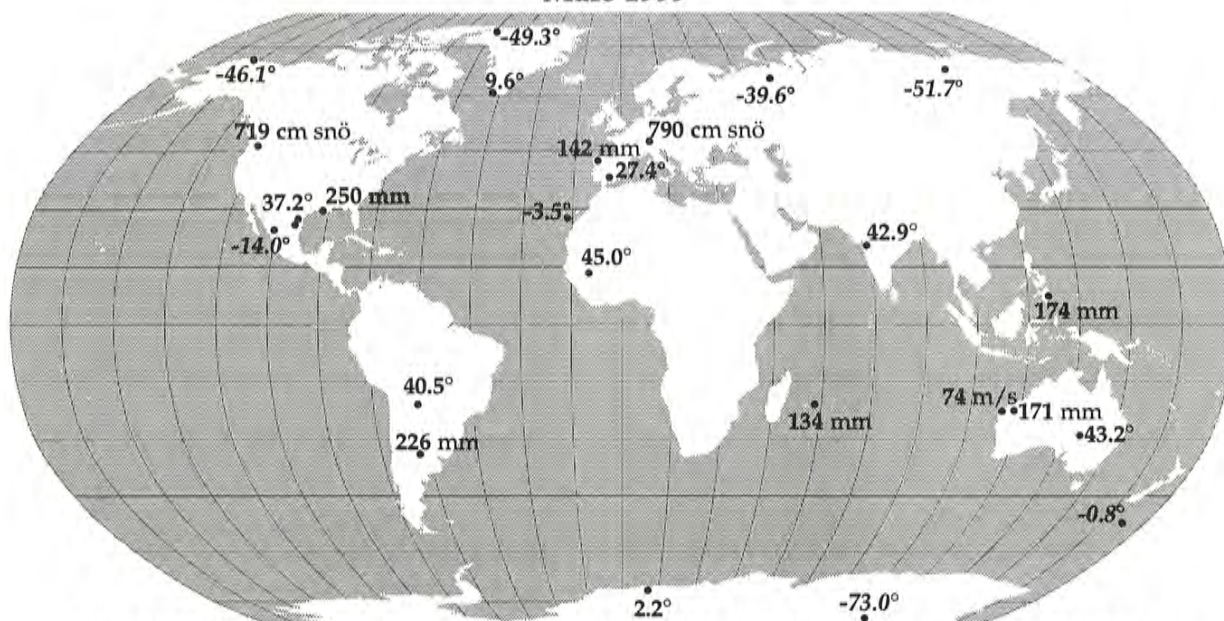 -49.3°
-46.1°
9.6°
-39.6°
-51.7°
719 cm snö
790 cm snö
142 mm
27.4°
37.2°
250 mm
-3.5°
-14.0°
42.9°
45.0°
174 mm
40.5°
134 mm
74 m/s
171 mm
43.2°
226 mm
-0.8°
2.2°
-73.0°